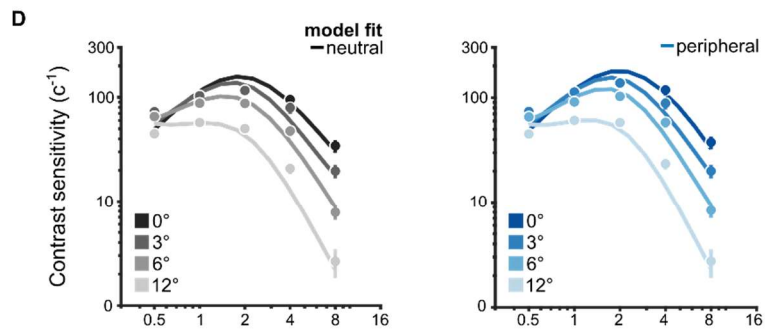 D
model fit
neutral
peripheral
Contrast sensitivity (c⁻¹)
300
100
10
0
0°
3°
6°
12°
0.5 1 2 4 8 16
300
100
10
0
0°
3°
6°
12°
0.5 1 2 4 8 16